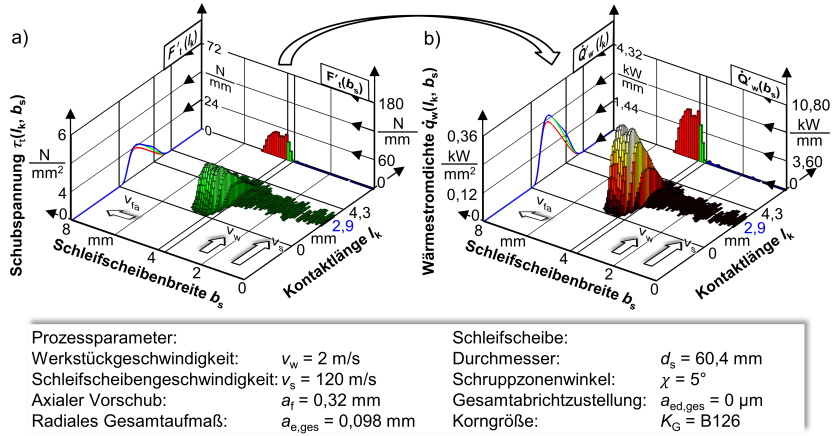 a)
F't(lk)
72
N
mm
24
0
F't(bs)
180
N
mm
60
0
Schubspannung τt(lk, bs)
6
N
mm²
4
0
8
mm
4
2
0
Schleifscheibenbreite bs
vfa
vw
vs
0
mm
2,9
4,3
Kontaktlänge lk
b)
Q̇'w(lk)
4,32
kW
mm
1,44
0
Q̇'w(bs)
10,80
kW
mm
3,60
0
Wärmestromdichte q̇w(lk, bs)
0,36
kW
mm²
0,12
0
8
mm
4
2
0
Schleifscheibenbreite bs
vfa
vw
vs
0
mm
2,9
4,3
Kontaktlänge lk
Prozessparameter:
Werkstückgeschwindigkeit: vw = 2 m/s
Schleifscheibengeschwindigkeit: vs = 120 m/s
Axialer Vorschub: af = 0,32 mm
Radiales Gesamtaufmaß: ae,ges = 0,098 mm
Schleifscheibe:
Durchmesser: ds = 60,4 mm
Schruppzonenwinkel: χ = 5°
Gesamtabrichtzustellung: aed,ges = 0 µm
Korngröße: KG = B126